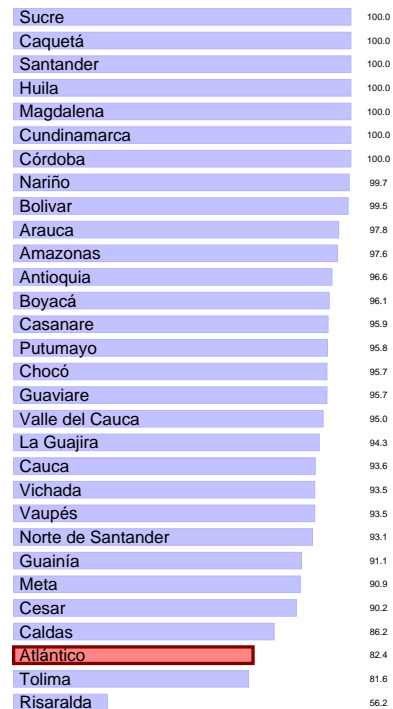 Sucre 100.0
Caquetá 100.0
Santander 100.0
Huila 100.0
Magdalena 100.0
Cundinamarca 100.0
Córdoba 100.0
Nariño 99.7
Bolivar 99.5
Arauca 97.8
Amazonas 97.6
Antioquia 96.6
Boyacá 96.1
Casanare 95.9
Putumayo 95.8
Chocó 95.7
Guaviare 95.7
Valle del Cauca 95.0
La Guajira 94.3
Cauca 93.6
Vichada 93.5
Vaupés 93.5
Norte de Santander 93.1
Guainía 91.1
Meta 90.9
Cesar 90.2
Caldas 86.2
Atlántico 82.4
Tolima 81.6
Risaralda 56.2